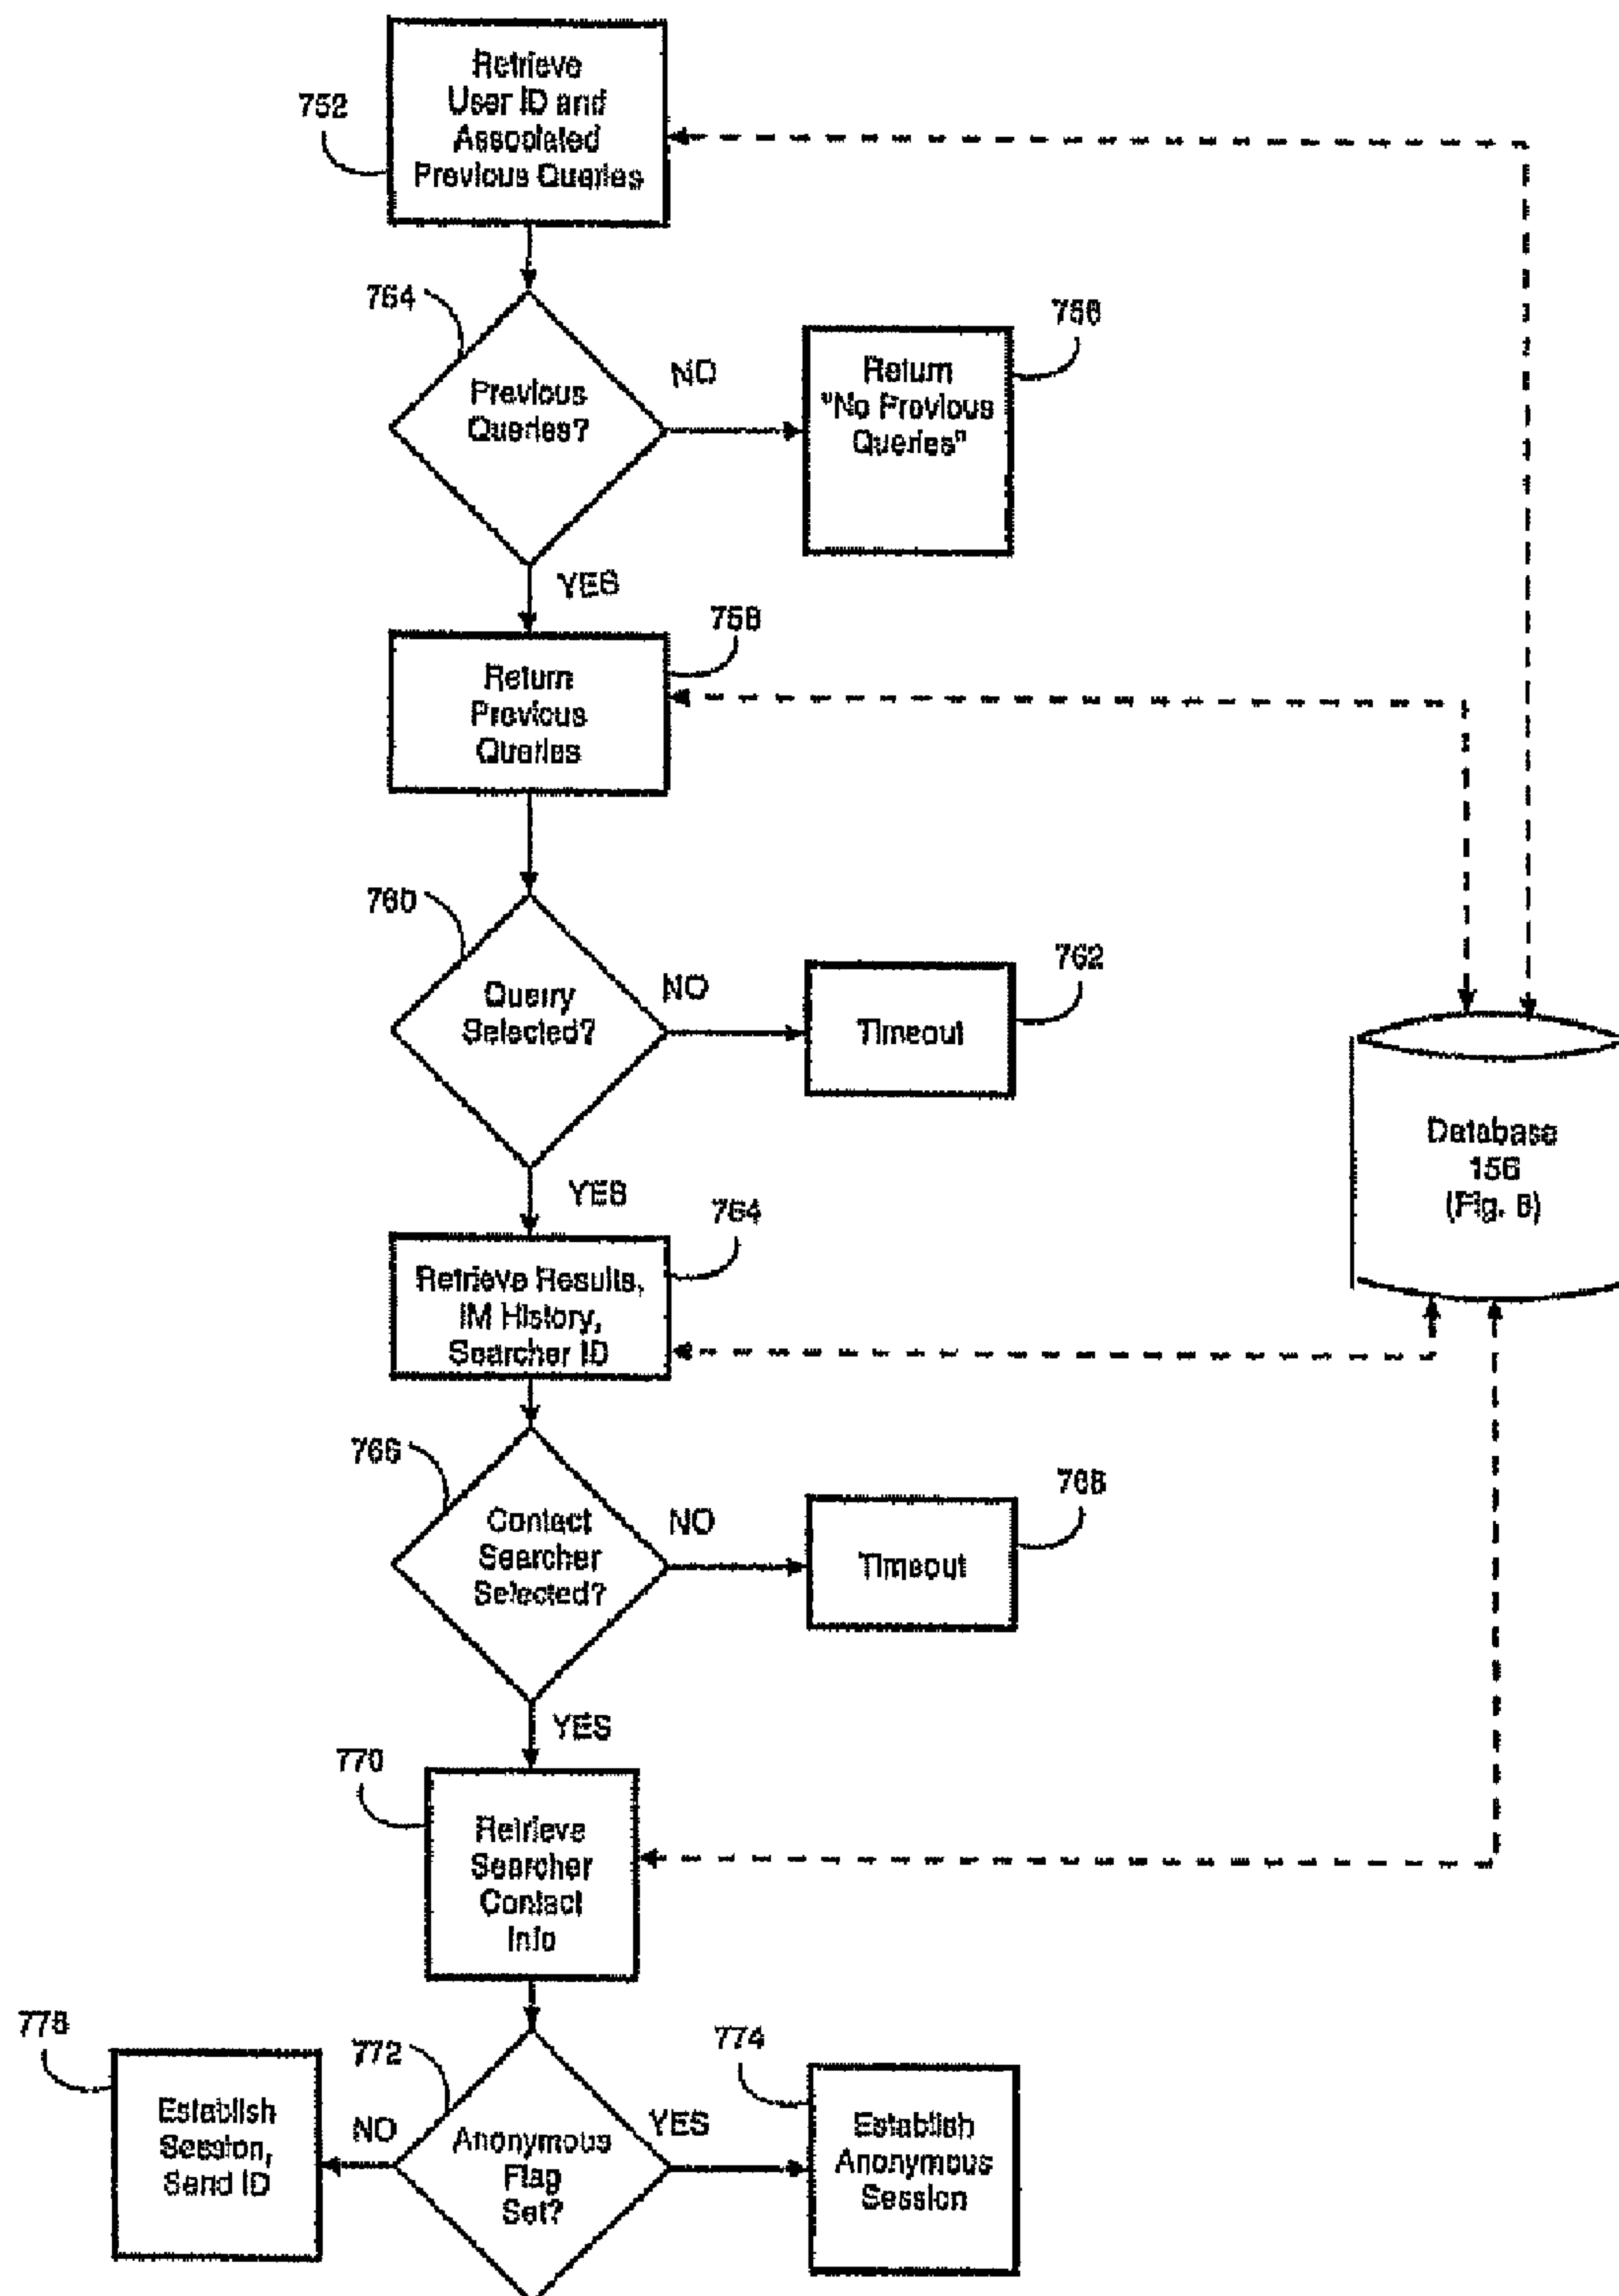 752
Retrieve
User ID and
Associated
Previous Queries
754
Previous
Queries?
NO
756
Return
"No Previous
Queries"
YES
758
Return
Previous
Queries
760
Query
Selected?
NO
762
Timeout
YES
764
Retrieve Results,
IM History,
Searcher ID
Database
156
(Fig. 6)
766
Contact
Searcher
Selected?
NO
768
Timeout
YES
770
Retrieve
Searcher
Contact
Info
772
Anonymous
Flag
Set?
NO
776
Establish
Session,
Send ID
YES
774
Establish
Anonymous
Session